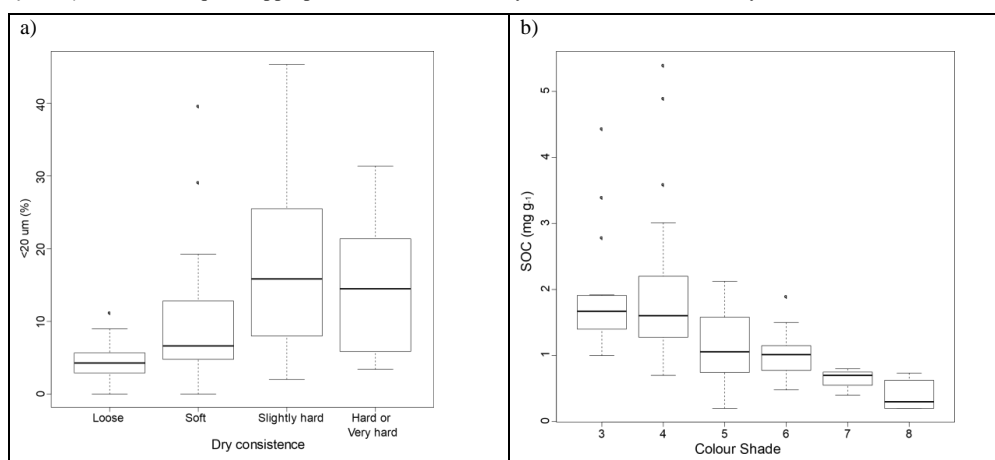 a)
40
30
20
10
0
<20 um (%)
Loose Soft Slightly hard Hard or
Very hard
Dry consistence
b)
5
4
3
2
1
0
SOC (mg g-1)
3 4 5 6 7 8
Colour Shade